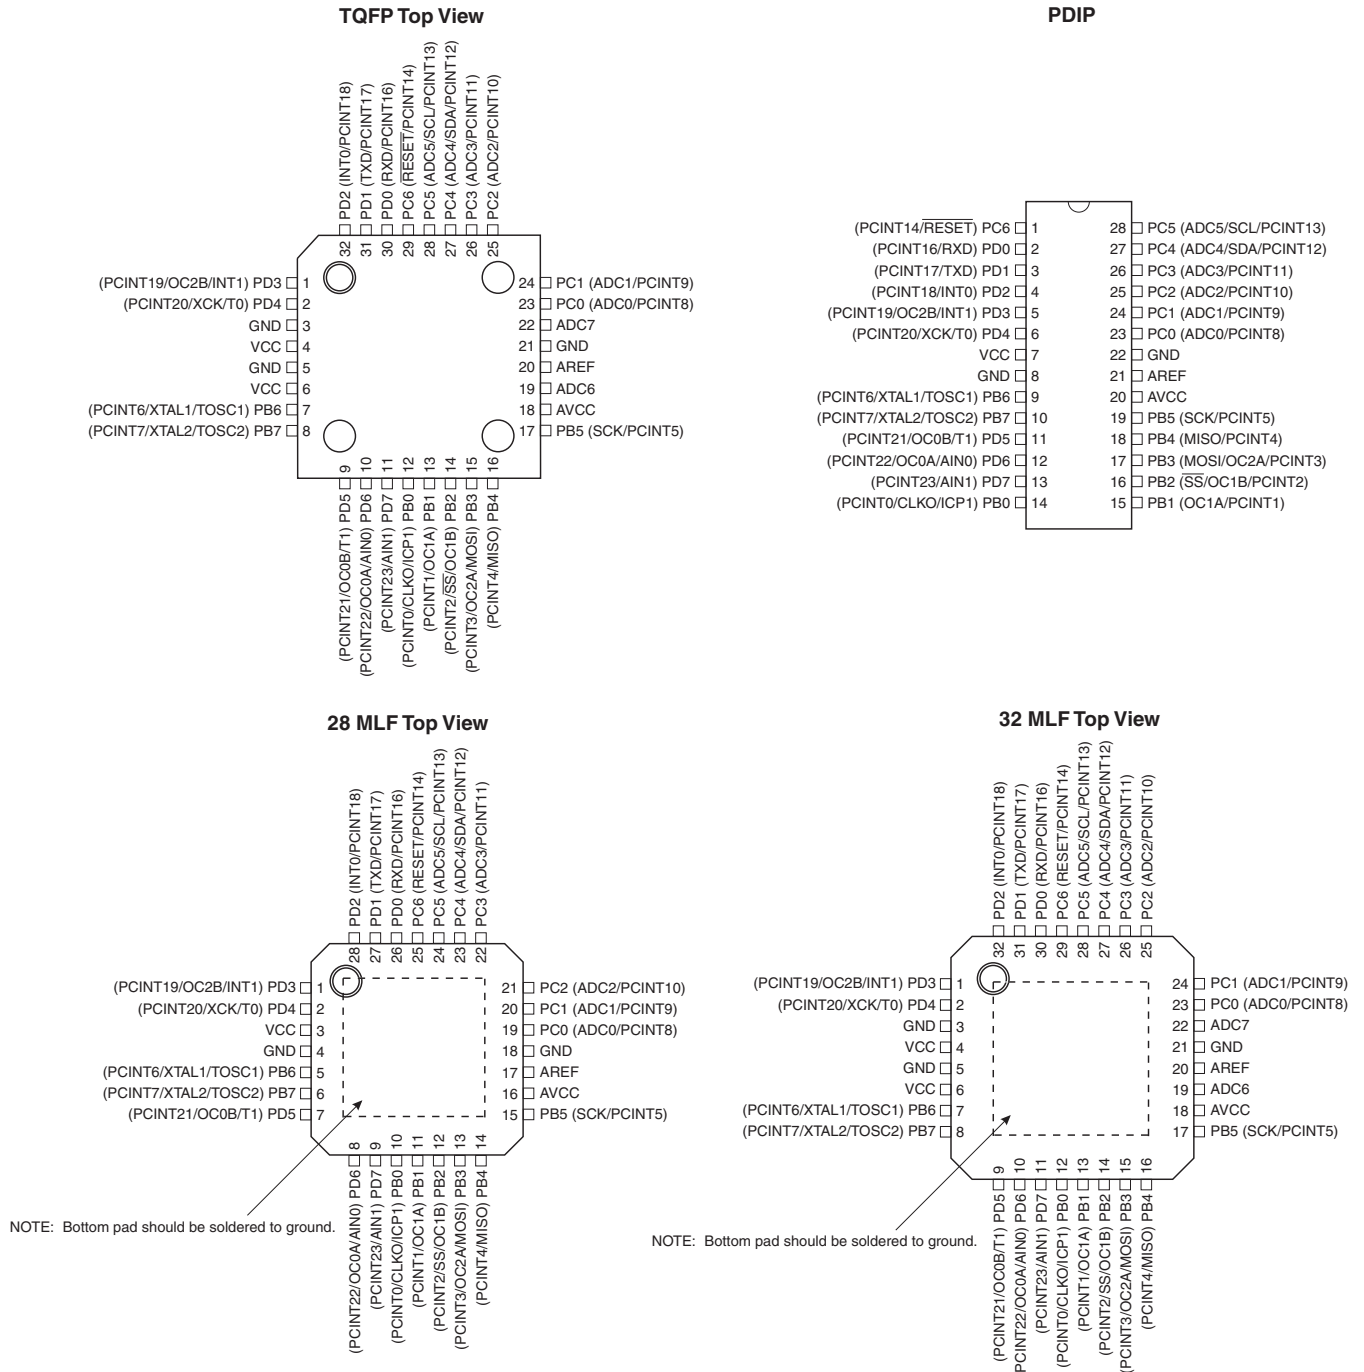 TQFP Top View
32 PD2 (INT0/PCINT18)
31 PD1 (TXD/PCINT17)
30 PD0 (RXD/PCINT16)
29 PC6 (RESET/PCINT14)
28 PC5 (ADC5/SCL/PCINT13)
27 PC4 (ADC4/SDA/PCINT12)
26 PC3 (ADC3/PCINT11)
25 PC2 (ADC2/PCINT10)
(PCINT19/OC2B/INT1) PD3 1
(PCINT20/XCK/T0) PD4 2
GND 3
VCC 4
GND 5
VCC 6
(PCINT6/XTAL1/TOSC1) PB6 7
(PCINT7/XTAL2/TOSC2) PB7 8
24 PC1 (ADC1/PCINT9)
23 PC0 (ADC0/PCINT8)
22 ADC7
21 GND
20 AREF
19 ADC6
18 AVCC
17 PB5 (SCK/PCINT5)
(PCINT21/OC0B/T1) PD5 9
(PCINT22/OC0A/AIN0) PD6 10
(PCINT23/AIN1) PD7 11
(PCINT0/CLKO/ICP1) PB0 12
(PCINT1/OC1A) PB1 13
(PCINT2/SS/OC1B) PB2 14
(PCINT3/OC2A/MOSI) PB3 15
(PCINT4/MISO) PB4 16
PDIP
(PCINT14/RESET) PC6 1
(PCINT16/RXD) PD0 2
(PCINT17/TXD) PD1 3
(PCINT18/INT0) PD2 4
(PCINT19/OC2B/INT1) PD3 5
(PCINT20/XCK/T0) PD4 6
VCC 7
GND 8
(PCINT6/XTAL1/TOSC1) PB6 9
(PCINT7/XTAL2/TOSC2) PB7 10
(PCINT21/OC0B/T1) PD5 11
(PCINT22/OC0A/AIN0) PD6 12
(PCINT23/AIN1) PD7 13
(PCINT0/CLKO/ICP1) PB0 14
28 PC5 (ADC5/SCL/PCINT13)
27 PC4 (ADC4/SDA/PCINT12)
26 PC3 (ADC3/PCINT11)
25 PC2 (ADC2/PCINT10)
24 PC1 (ADC1/PCINT9)
23 PC0 (ADC0/PCINT8)
22 GND
21 AREF
20 AVCC
19 PB5 (SCK/PCINT5)
18 PB4 (MISO/PCINT4)
17 PB3 (MOSI/OC2A/PCINT3)
16 PB2 (SS/OC1B/PCINT2)
15 PB1 (OC1A/PCINT1)
28 MLF Top View
28 PD2 (INT0/PCINT18)
27 PD1 (TXD/PCINT17)
26 PD0 (RXD/PCINT16)
25 PC6 (RESET/PCINT14)
24 PC5 (ADC5/SCL/PCINT13)
23 PC4 (ADC4/SDA/PCINT12)
22 PC3 (ADC3/PCINT11)
(PCINT19/OC2B/INT1) PD3 1
(PCINT20/XCK/T0) PD4 2
VCC 3
GND 4
(PCINT6/XTAL1/TOSC1) PB6 5
(PCINT7/XTAL2/TOSC2) PB7 6
(PCINT21/OC0B/T1) PD5 7
21 PC2 (ADC2/PCINT10)
20 PC1 (ADC1/PCINT9)
19 PC0 (ADC0/PCINT8)
18 GND
17 AREF
16 AVCC
15 PB5 (SCK/PCINT5)
(PCINT22/OC0A/AIN0) PD6 8
(PCINT23/AIN1) PD7 9
(PCINT0/CLKO/ICP1) PB0 10
(PCINT1/OC1A) PB1 11
(PCINT2/SS/OC1B) PB2 12
(PCINT3/OC2A/MOSI) PB3 13
(PCINT4/MISO) PB4 14
NOTE: Bottom pad should be soldered to ground.
32 MLF Top View
32 PD2 (INT0/PCINT18)
31 PD1 (TXD/PCINT17)
30 PD0 (RXD/PCINT16)
29 PC6 (RESET/PCINT14)
28 PC5 (ADC5/SCL/PCINT13)
27 PC4 (ADC4/SDA/PCINT12)
26 PC3 (ADC3/PCINT11)
25 PC2 (ADC2/PCINT10)
(PCINT19/OC2B/INT1) PD3 1
(PCINT20/XCK/T0) PD4 2
GND 3
VCC 4
GND 5
VCC 6
(PCINT6/XTAL1/TOSC1) PB6 7
(PCINT7/XTAL2/TOSC2) PB7 8
24 PC1 (ADC1/PCINT9)
23 PC0 (ADC0/PCINT8)
22 ADC7
21 GND
20 AREF
19 ADC6
18 AVCC
17 PB5 (SCK/PCINT5)
(PCINT21/OC0B/T1) PD5 9
(PCINT22/OC0A/AIN0) PD6 10
(PCINT23/AIN1) PD7 11
(PCINT0/CLKO/ICP1) PB0 12
(PCINT1/OC1A) PB1 13
(PCINT2/SS/OC1B) PB2 14
(PCINT3/OC2A/MOSI) PB3 15
(PCINT4/MISO) PB4 16
NOTE: Bottom pad should be soldered to ground.